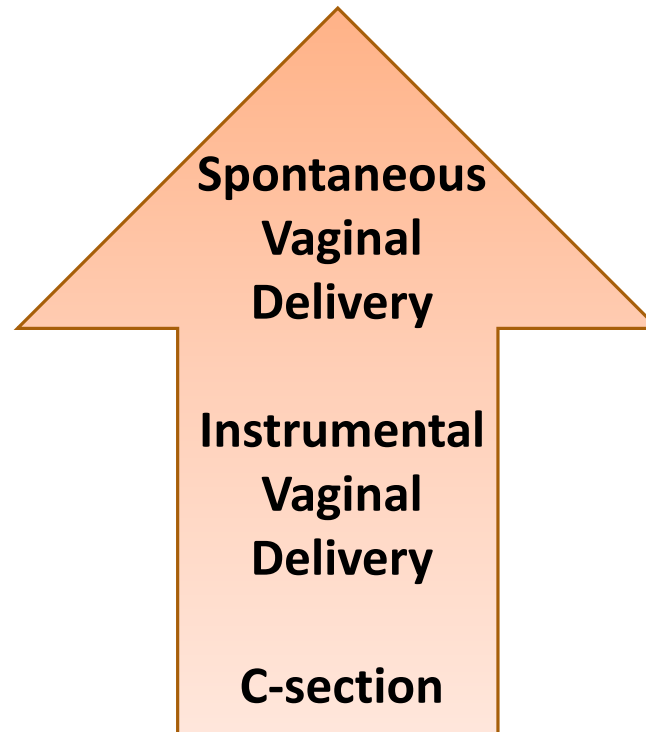 Spontaneous
Vaginal
Delivery
Instrumental
Vaginal
Delivery
C-section